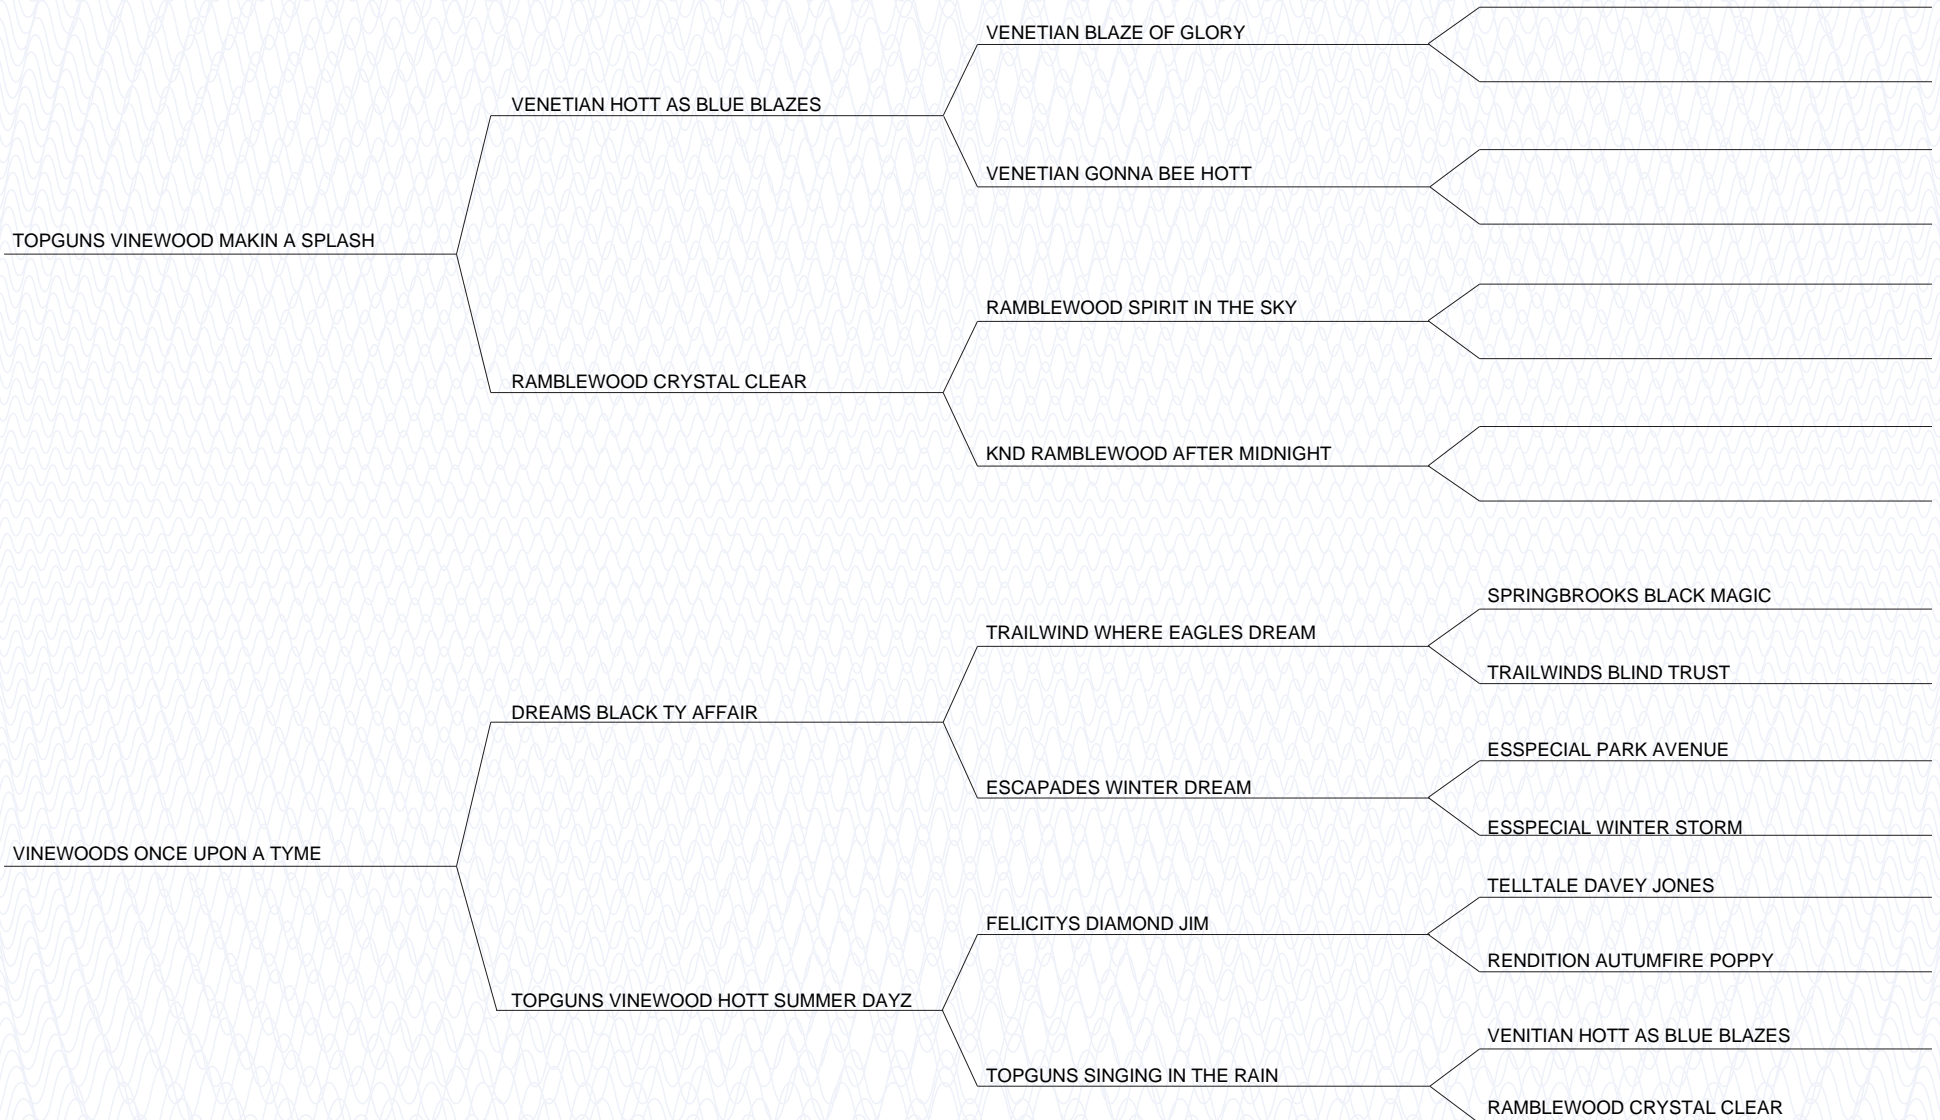 VENETIAN BLAZE OF GLORY
VENETIAN HOTT AS BLUE BLAZES
VENETIAN GONNA BEE HOTT
TOPGUNS VINEWOOD MAKIN A SPLASH
RAMBLEWOOD SPIRIT IN THE SKY
RAMBLEWOOD CRYSTAL CLEAR
KND RAMBLEWOOD AFTER MIDNIGHT
SPRINGBROOKS BLACK MAGIC
TRAILWIND WHERE EAGLES DREAM
TRAILWINDS BLIND TRUST
DREAMS BLACK TY AFFAIR
ESSPECIAL PARK AVENUE
ESCAPADES WINTER DREAM
ESSPECIAL WINTER STORM
VINEWOODS ONCE UPON A TYME
TELLTALE DAVEY JONES
FELICITYS DIAMOND JIM
RENDITION AUTUMFIRE POPPY
TOPGUNS VINEWOOD HOTT SUMMER DAYZ
VENITIAN HOTT AS BLUE BLAZES
TOPGUNS SINGING IN THE RAIN
RAMBLEWOOD CRYSTAL CLEAR